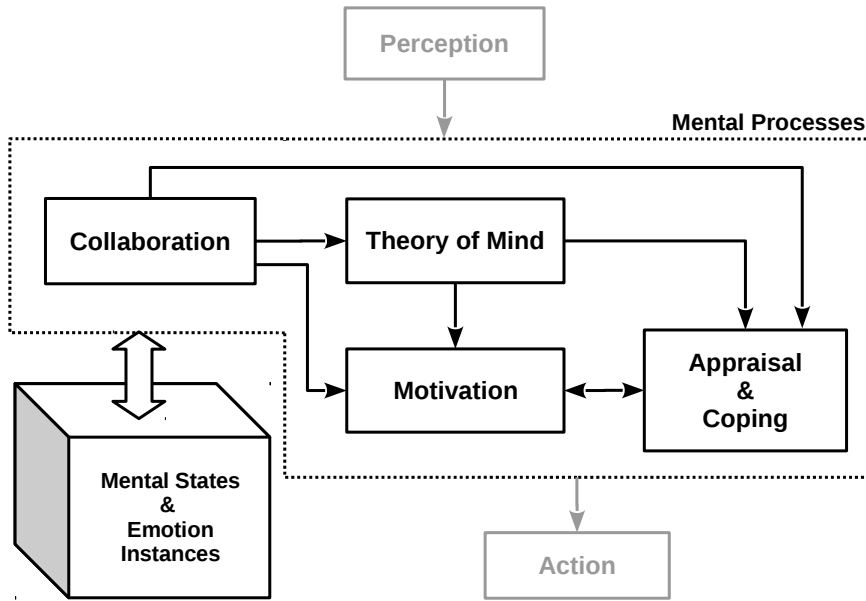 Perception
Mental Processes
Collaboration
Theory of Mind
Motivation
Appraisal
&
Coping
Mental States
&
Emotion
Instances
Action